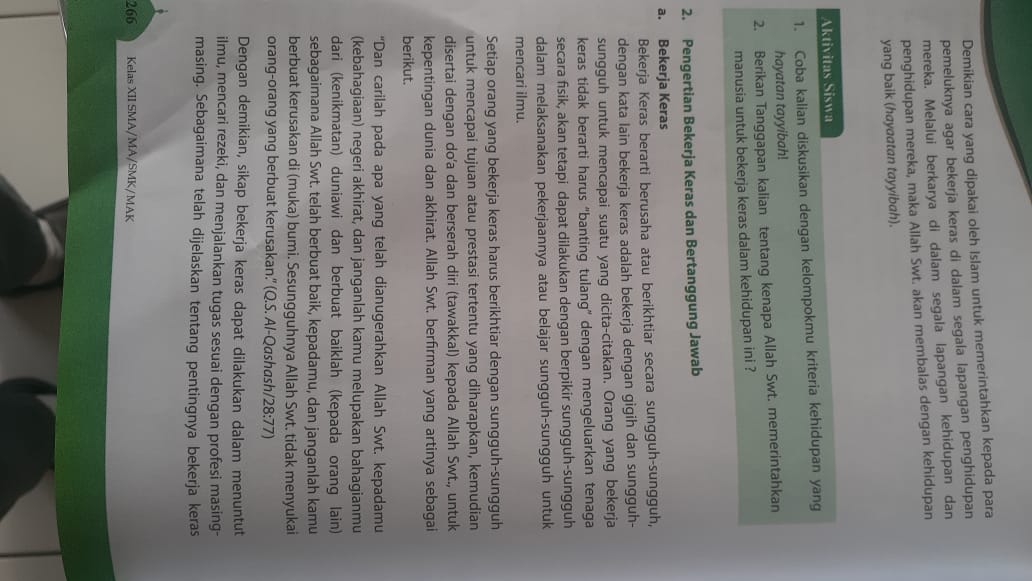 Demikian cara yang dipakai oleh Islam untuk memerintahkan kepada para
pemeluknya agar bekerja keras di dalam segala lapangan penghidupan
mereka. Melalui berkarya di dalam segala lapangan kehidupan dan
penghidupan mereka, maka Allah Swt. akan membalas dengan kehidupan
yang baik (hayaatan tayyibah).
Aktivitas Siswa
1. Coba kalian diskusikan dengan kelompokmu kriteria kehidupan yang
hayatan tayyibah!
2. Berikan Tanggapan kalian tentang kenapa Allah Swt. memerintahkan
manusia untuk bekerja keras dalam kehidupan ini ?
2. Pengertian Bekerja Keras dan Bertanggung Jawab
a. Bekerja Keras
Bekerja Keras berarti berusaha atau berikhtiar secara sungguh-sungguh,
dengan kata lain bekerja keras adalah bekerja dengan gigih dan sungguh-
sungguh untuk mencapai suatu yang dicita-citakan. Orang yang bekerja
keras tidak berarti harus "banting tulang" dengan mengeluarkan tenaga
secara fisik, akan tetapi dapat dilakukan dengan berpikir sungguh-sungguh
dalam melaksanakan pekerjaannya atau belajar sungguh-sungguh untuk
mencari ilmu.
Setiap orang yang bekerja keras harus berikhtiar dengan sungguh-sungguh
untuk mencapai tujuan atau prestasi tertentu yang diharapkan, kemudian
disertai dengan do'a dan berserah diri (tawakkal) kepada Allah Swt., untuk
kepentingan dunia dan akhirat. Allah Swt. berfirman yang artinya sebagai
berikut.
"Dan carilah pada apa yang telah dianugerahkan Allah Swt. kepadamu
(kebahagiaan) negeri akhirat, dan janganlah kamu melupakan bahagianmu
dari (kenikmatan) duniawi dan berbuat baiklah (kepada orang lain)
sebagaimana Allah Swt. telah berbuat baik, kepadamu, dan janganlah kamu
berbuat kerusakan di (muka) bumi. Sesungguhnya Allah Swt. tidak menyukai
orang-orang yang berbuat kerusakan." (Q.S. Al-Qashash/28:77)
Dengan demikian, sikap bekerja keras dapat dilakukan dalam menuntut
ilmu, mencari rezeki, dan menjalankan tugas sesuai dengan profesi masing-
masing. Sebagaimana telah dijelaskan tentang pentingnya bekerja keras
266 Kelas XII SMA/MA/SMK/MAK